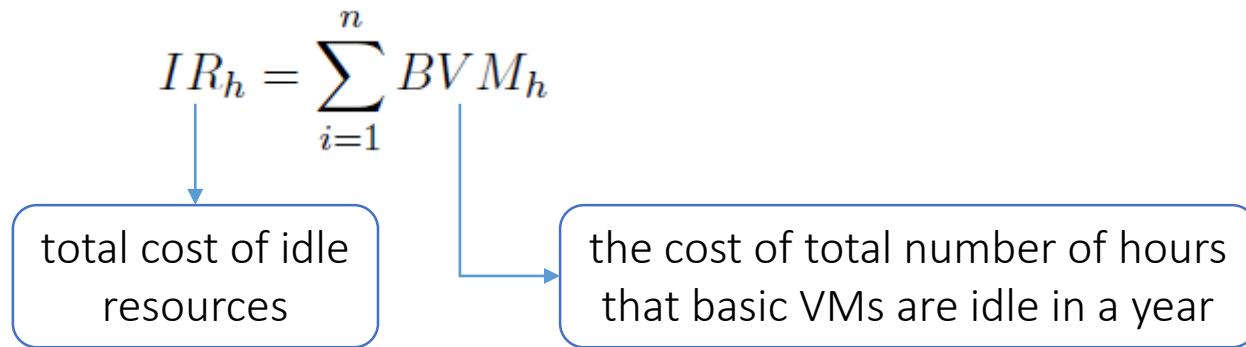 IR_h = \sum_{i=1}^{n} BVM_h
total cost of idle
resources
the cost of total number of hours
that basic VMs are idle in a year